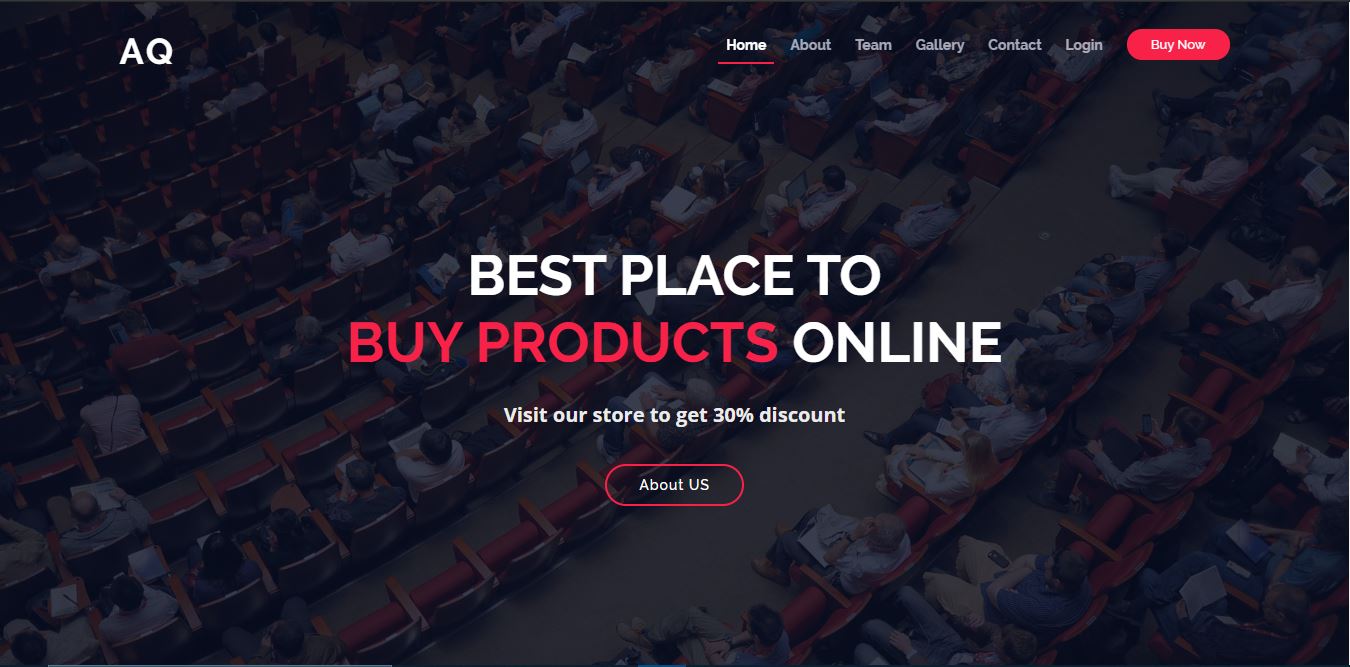 AQ
Home About Team Gallery Contact Login Buy Now
BEST PLACE TO
BUY PRODUCTS ONLINE
Visit our store to get 30% discount
About US